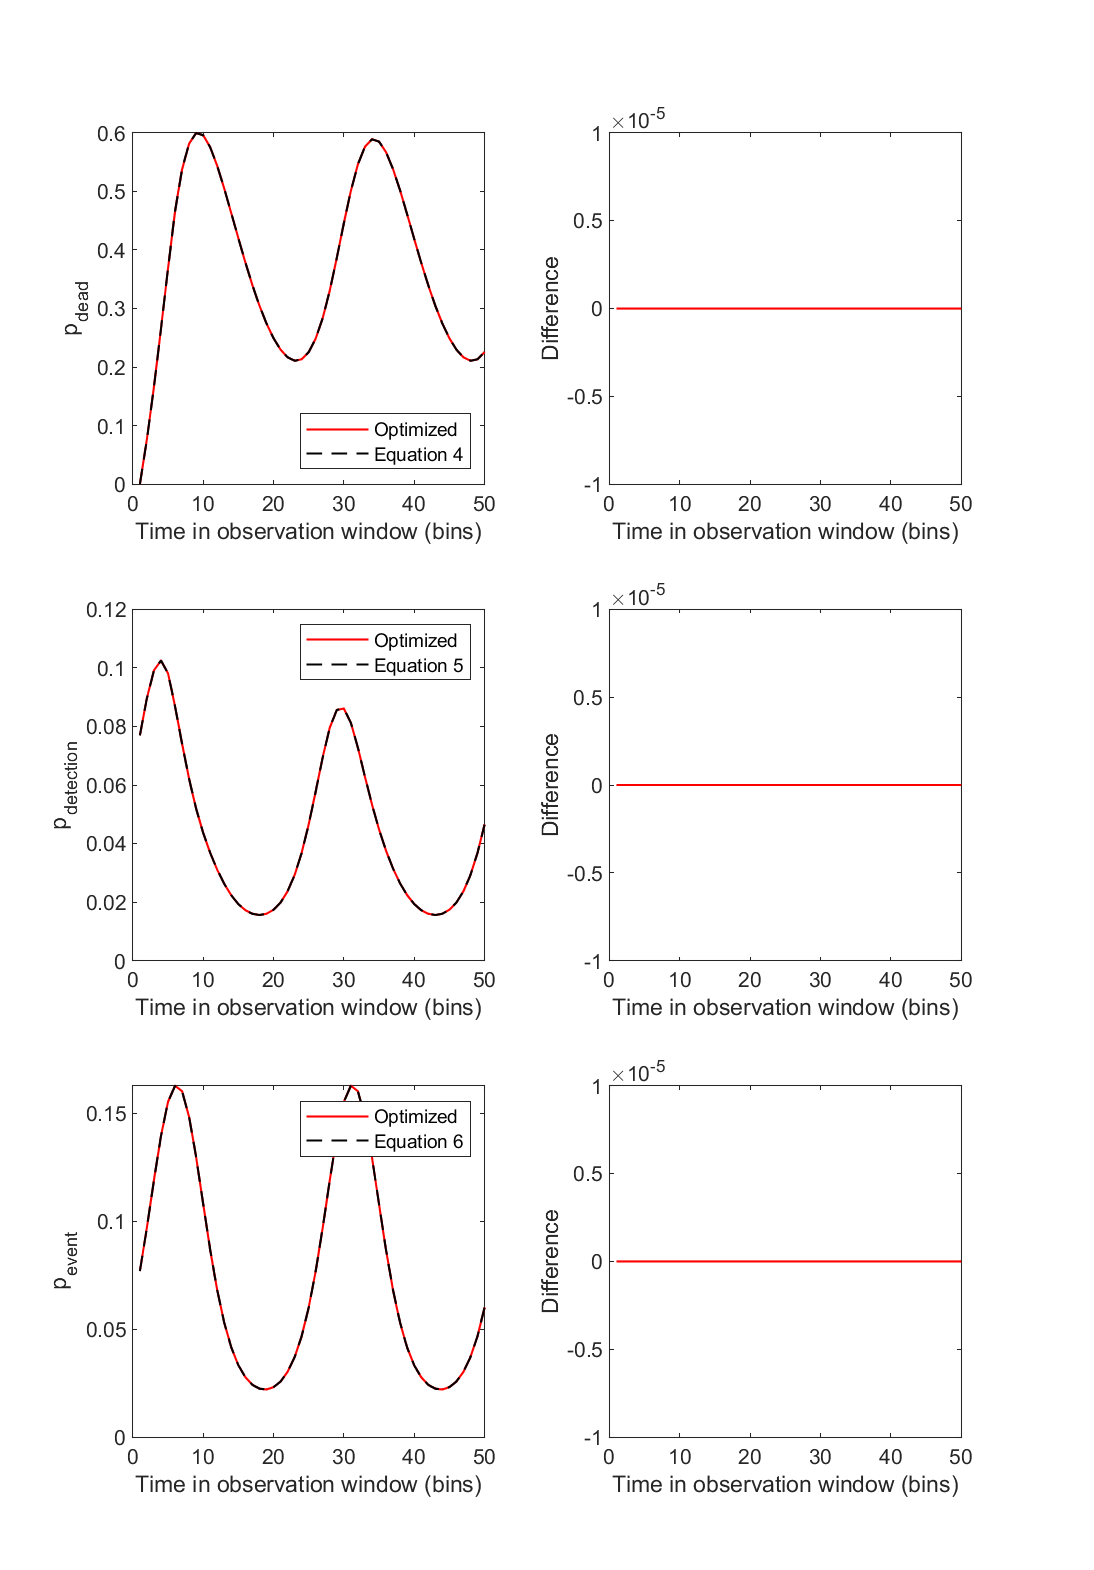 0.6
0.5
0.4
0.3
0.2
0.1
0
p_dead
0 10 20 30 40 50
Time in observation window (bins)
Optimized
Equation 4
×10^-5
1
0.5
0
-0.5
-1
Difference
0 10 20 30 40 50
Time in observation window (bins)
0.12
0.1
0.08
0.06
0.04
0.02
0
p_detection
0 10 20 30 40 50
Time in observation window (bins)
Optimized
Equation 5
×10^-5
1
0.5
0
-0.5
-1
Difference
0 10 20 30 40 50
Time in observation window (bins)
0.15
0.1
0.05
0
p_event
0 10 20 30 40 50
Time in observation window (bins)
Optimized
Equation 6
×10^-5
1
0.5
0
-0.5
-1
Difference
0 10 20 30 40 50
Time in observation window (bins)